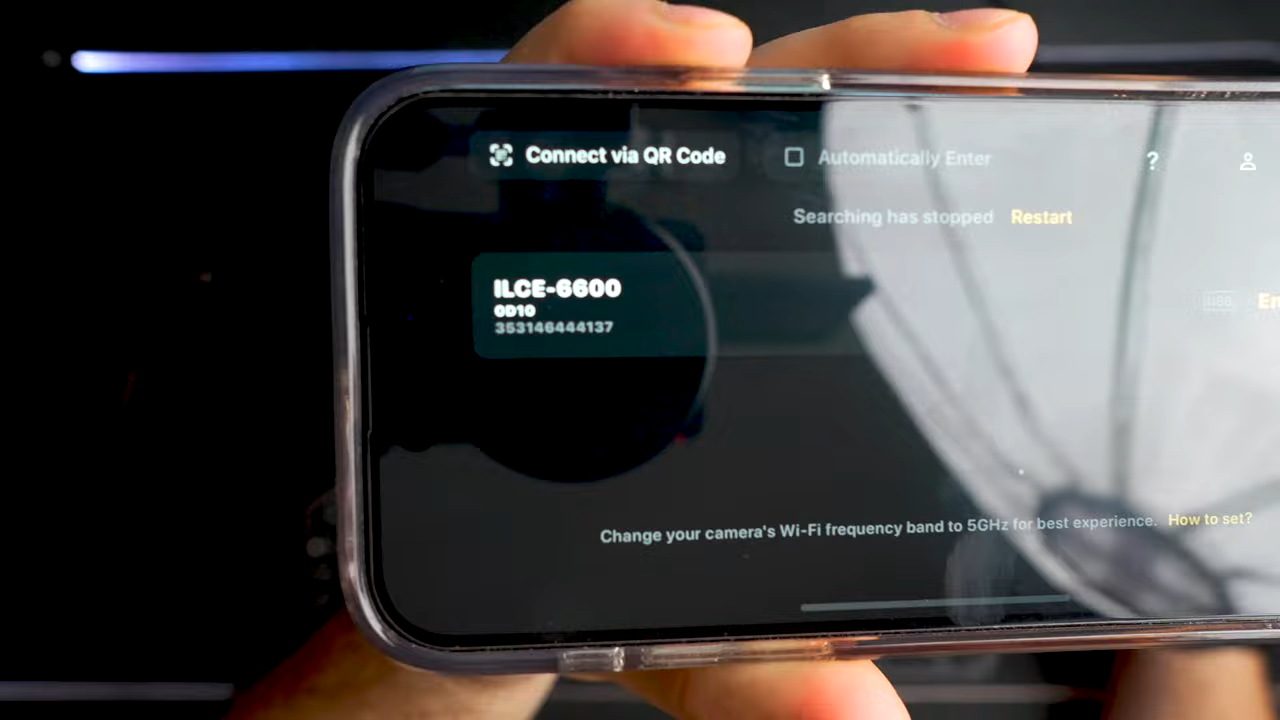 Connect via QR Code
Automatically Enter
?
Searching has stopped Restart
ILCE-6600
0D10
353146444137
Change your camera's Wi-Fi frequency band to 5GHz for best experience. How to set?